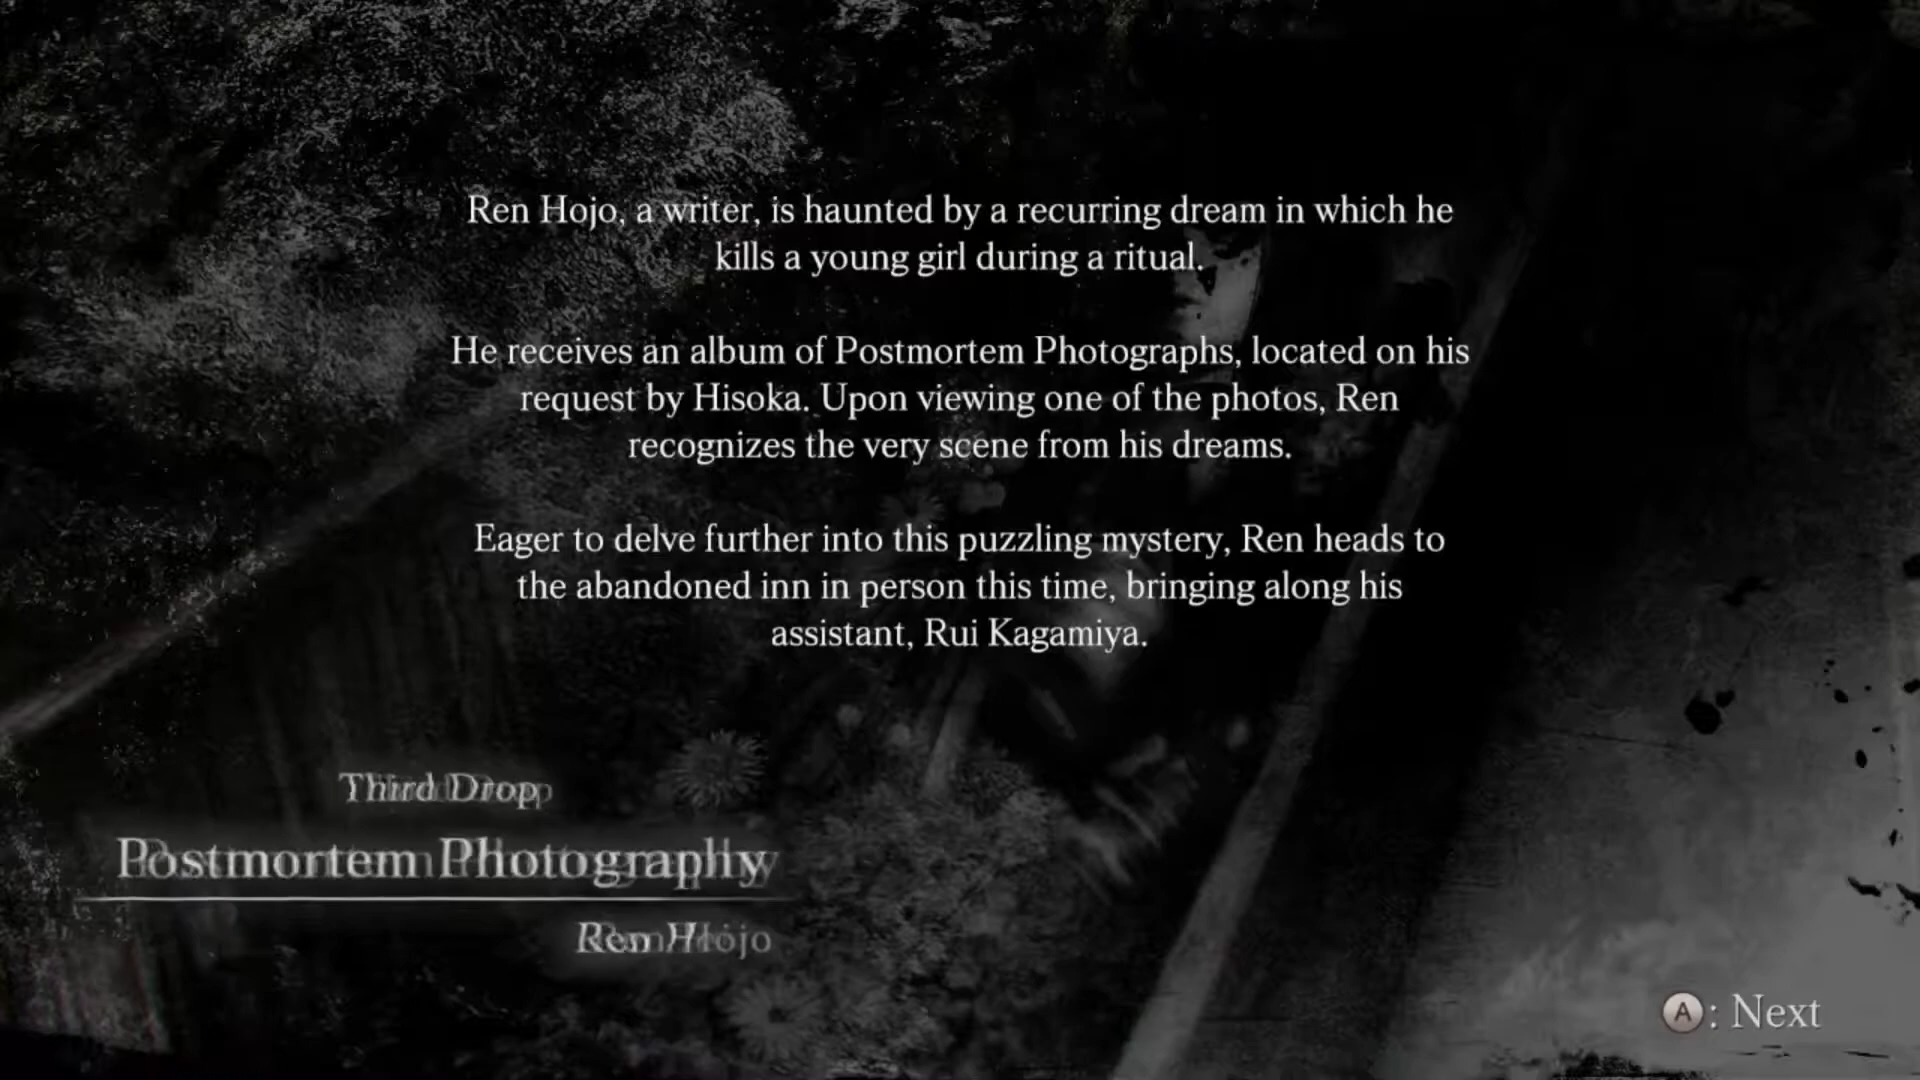 Ren Hojo, a writer, is haunted by a recurring dream in which he
kills a young girl during a ritual.
He receives an album of Postmortem Photographs, located on his
request by Hisoka. Upon viewing one of the photos, Ren
recognizes the very scene from his dreams.
Eager to delve further into this puzzling mystery, Ren heads to
the abandoned inn in person this time, bringing along his
assistant, Rui Kagamiya.
Third Drop
Postmortem Photography
Ren Hojo
A: Next